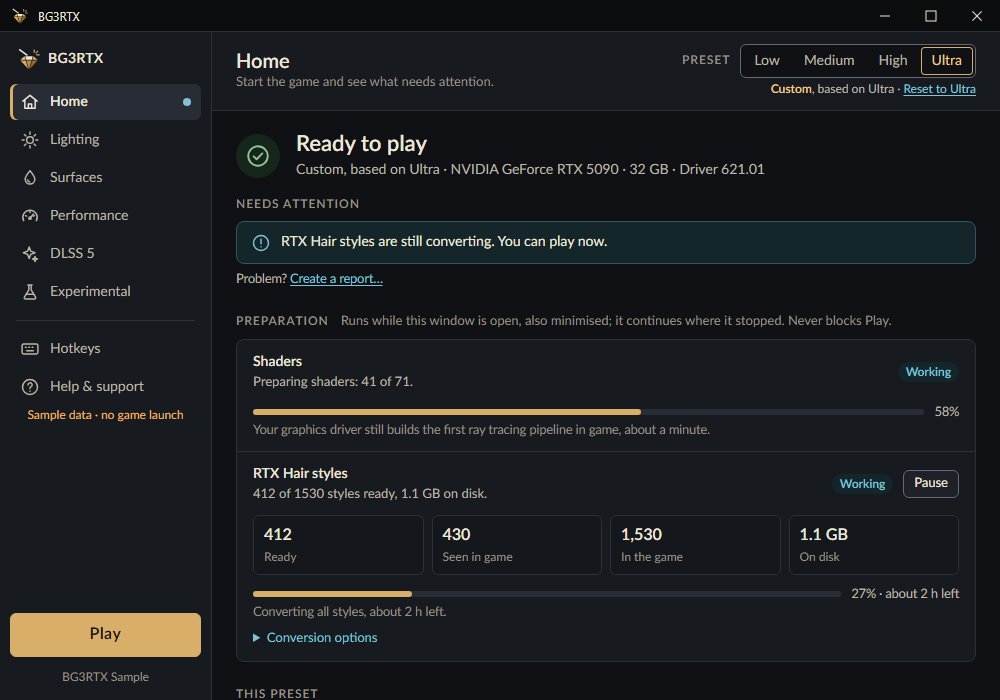 BG3RTX
BG3RTX
Home
Lighting
Surfaces
Performance
DLSS 5
Experimental
Hotkeys
Help & support
Sample data · no game launch
Play
BG3RTX Sample
Home
Start the game and see what needs attention.
PRESET Low Medium High Ultra
Custom, based on Ultra · Reset to Ultra
Ready to play
Custom, based on Ultra · NVIDIA GeForce RTX 5090 · 32 GB · Driver 621.01
NEEDS ATTENTION
RTX Hair styles are still converting. You can play now.
Problem? Create a report...
PREPARATION Runs while this window is open, also minimised; it continues where it stopped. Never blocks Play.
Shaders
Preparing shaders: 41 of 71.
Working
58%
Your graphics driver still builds the first ray tracing pipeline in game, about a minute.
RTX Hair styles
412 of 1530 styles ready, 1.1 GB on disk.
Working Pause
412 430 1,530 1.1 GB
Ready Seen in game In the game On disk
27% · about 2 h left
Converting all styles, about 2 h left.
Conversion options
THIS PRESET